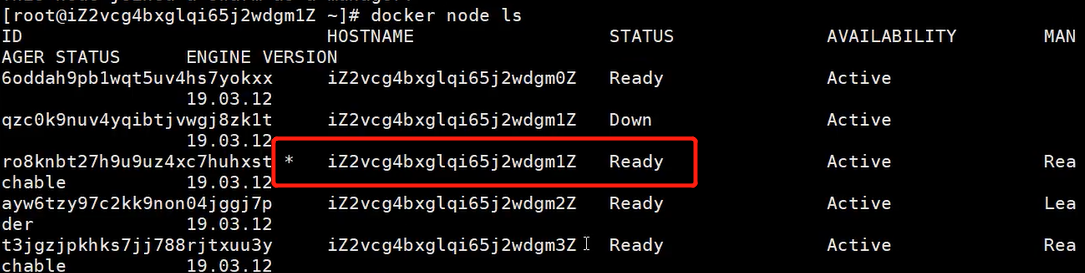 [root@iZ2vcg4bxglqi65j2wdgm1Z ~]# docker node ls
ID HOSTNAME STATUS AVAILABILITY MAN
AGER STATUS ENGINE VERSION
6oddah9pb1wqt5uv4hs7yokxx iZ2vcg4bxglqi65j2wdgm0Z Ready Active
19.03.12
qzc0k9nuv4yqibtjvwgj8zk1t iZ2vcg4bxglqi65j2wdgm1Z Down Active
19.03.12
ro8knbt27h9u9uz4xc7huhxst * iZ2vcg4bxglqi65j2wdgm1Z Ready Active Rea
chable 19.03.12
ayw6tzy97c2kk9non04jggj7p iZ2vcg4bxglqi65j2wdgm2Z Ready Active Lea
der 19.03.12
t3jgzjpkhks7jj788rjtxuu3y iZ2vcg4bxglqi65j2wdgm3Z Ready Active Rea
chable 19.03.12